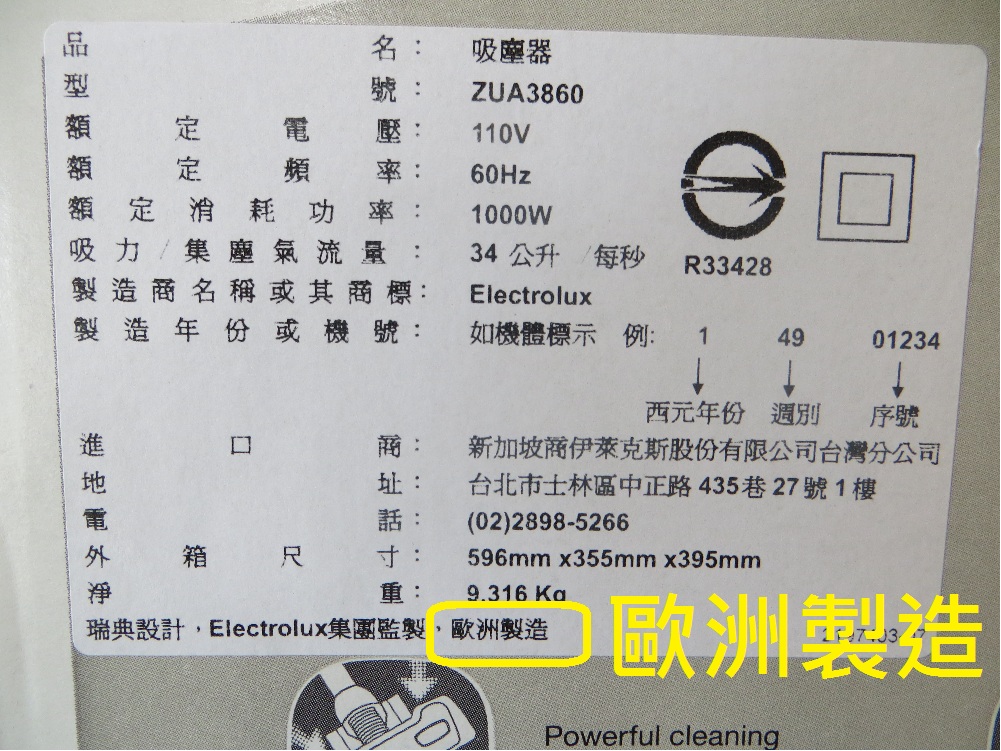 品名：吸塵器
型號：ZUA3860
額定電壓：110V
額定頻率：60Hz
額定消耗功率：1000W
吸力/集塵氣流量：34 公升 /每秒
R33428
製造商名稱或其商標：Electrolux
製造年份或機號：如機體標示 例: 1 49 01234
西元年份 週別 序號
進口商：新加坡商伊萊克斯股份有限公司台灣分公司
地址：台北市士林區中正路 435巷 27號 1樓
電話：(02)2898-5266
外箱尺寸：596mm x355mm x395mm
淨重：9.316 Kg
瑞典設計，Electrolux集團監製，歐洲製造
歐洲製造
Powerful cleaning